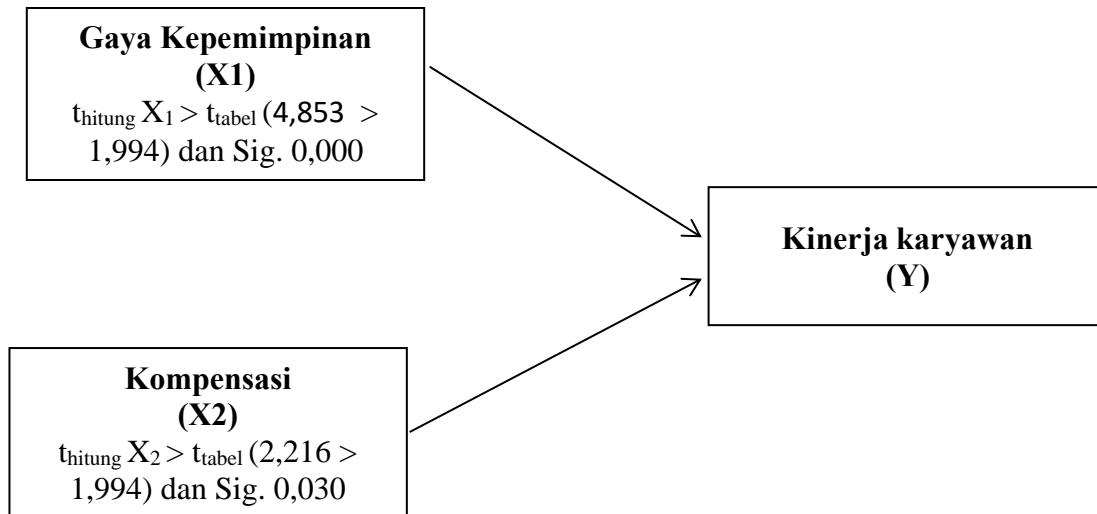 Gaya Kepemimpinan
(X1)
thitung X1 > ttabel (4,853 >
1,994) dan Sig. 0,000
Kinerja karyawan
(Y)
Kompensasi
(X2)
thitung X2 > ttabel (2,216 >
1,994) dan Sig. 0,030